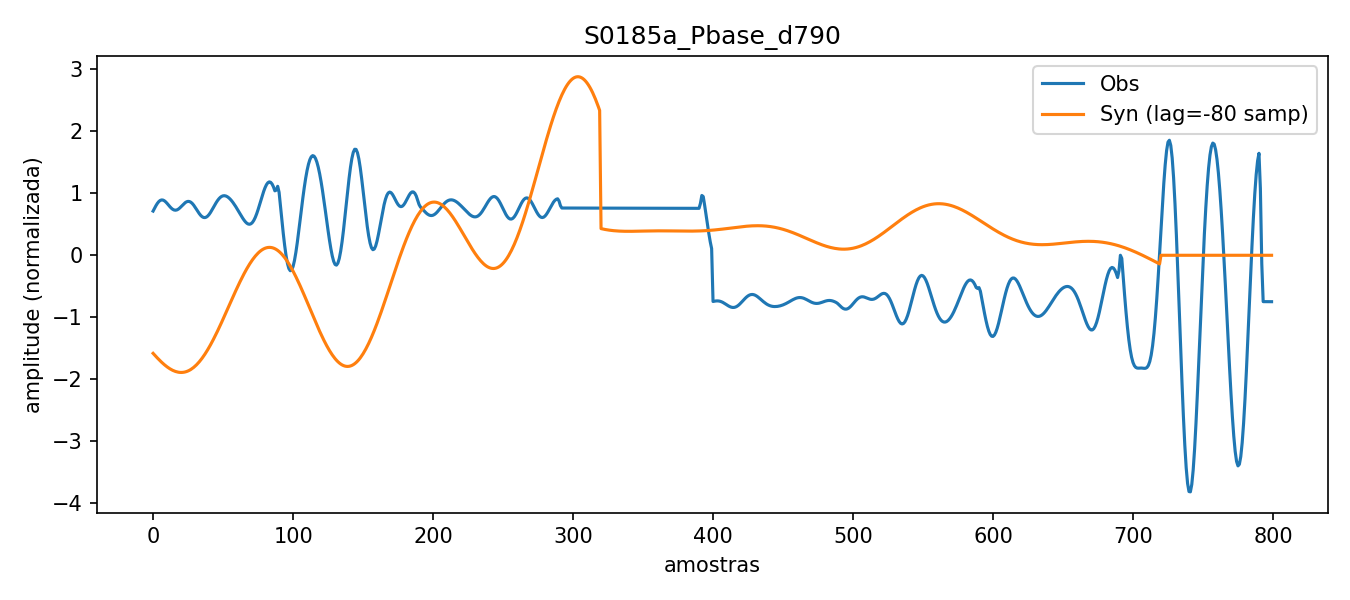 S0185a_Pbase_d790
Obs
Syn (lag=-80 samp)
amplitude (normalizada)
3
2
1
0
−1
−2
−3
−4
0 100 200 300 400 500 600 700 800
amostras